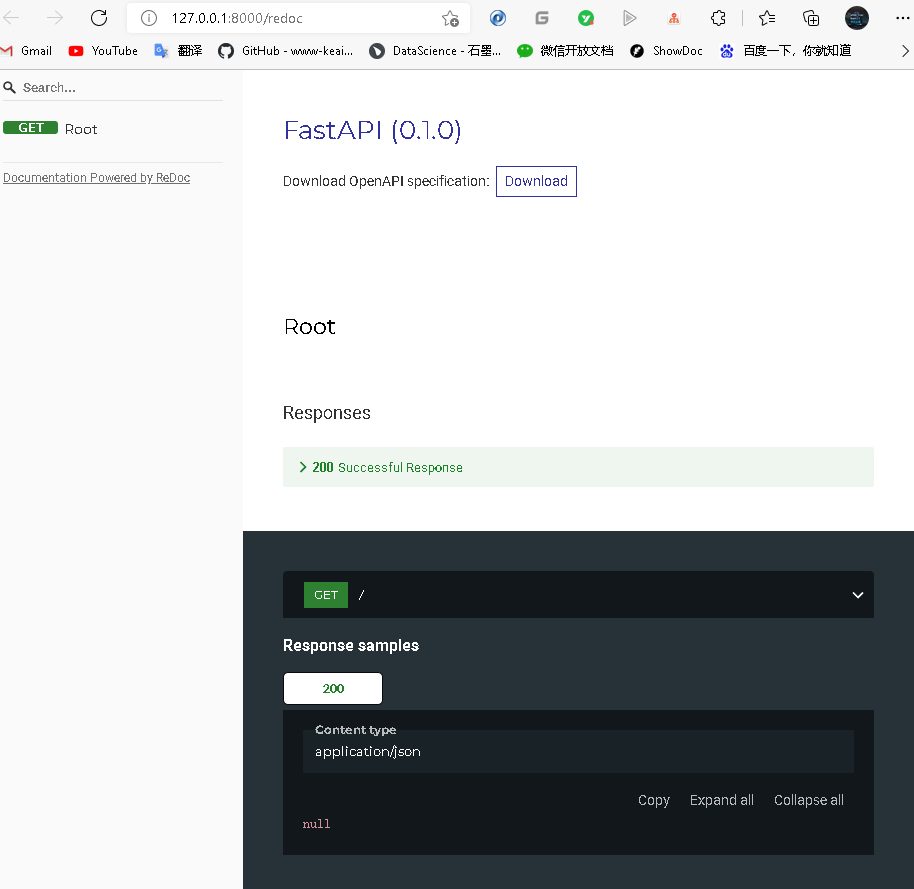 127.0.0.1:8000/redoc
Gmail YouTube 翻译 GitHub - www-keai... DataScience - 石墨... 微信开放文档 ShowDoc 百度一下，你就知道
Search...
GET Root
Documentation Powered by ReDoc
FastAPI (0.1.0)
Download OpenAPI specification: Download
Root
Responses
200 Successful Response
GET /
Response samples
200
Content type
application/json
Copy Expand all Collapse all
null